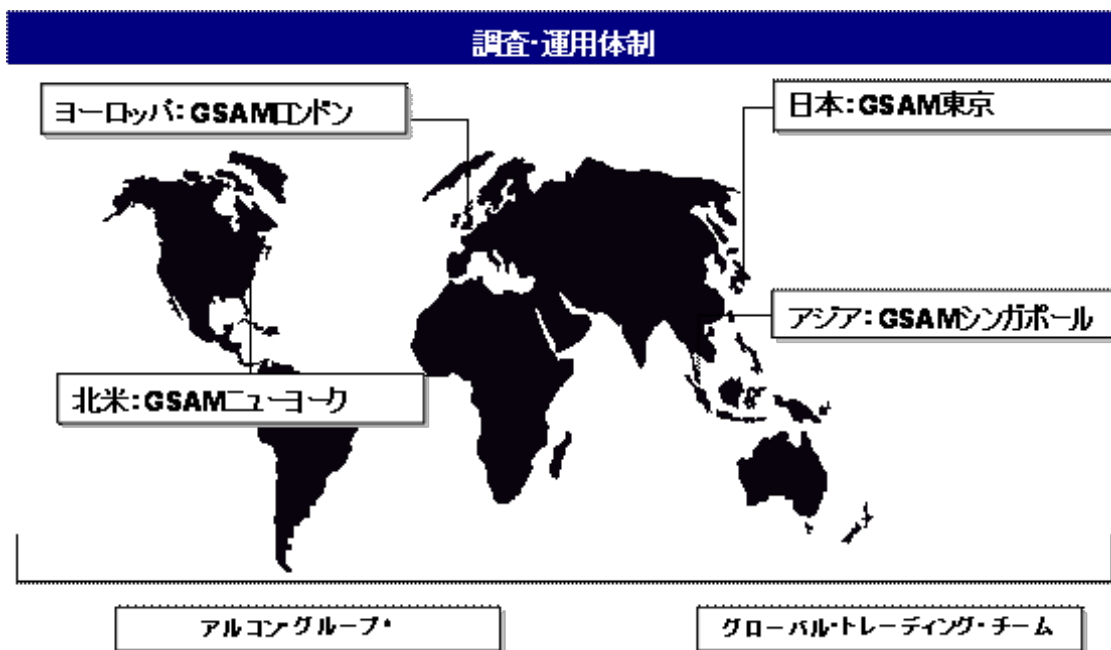 調査・運用体制
ヨーロッパ：GSAMロンドン
日本：GSAM東京
アジア：GSAMシンガポール
北米：GSAMニューヨーク
アルコン・グループ*
グローバル・トレーディング・チーム